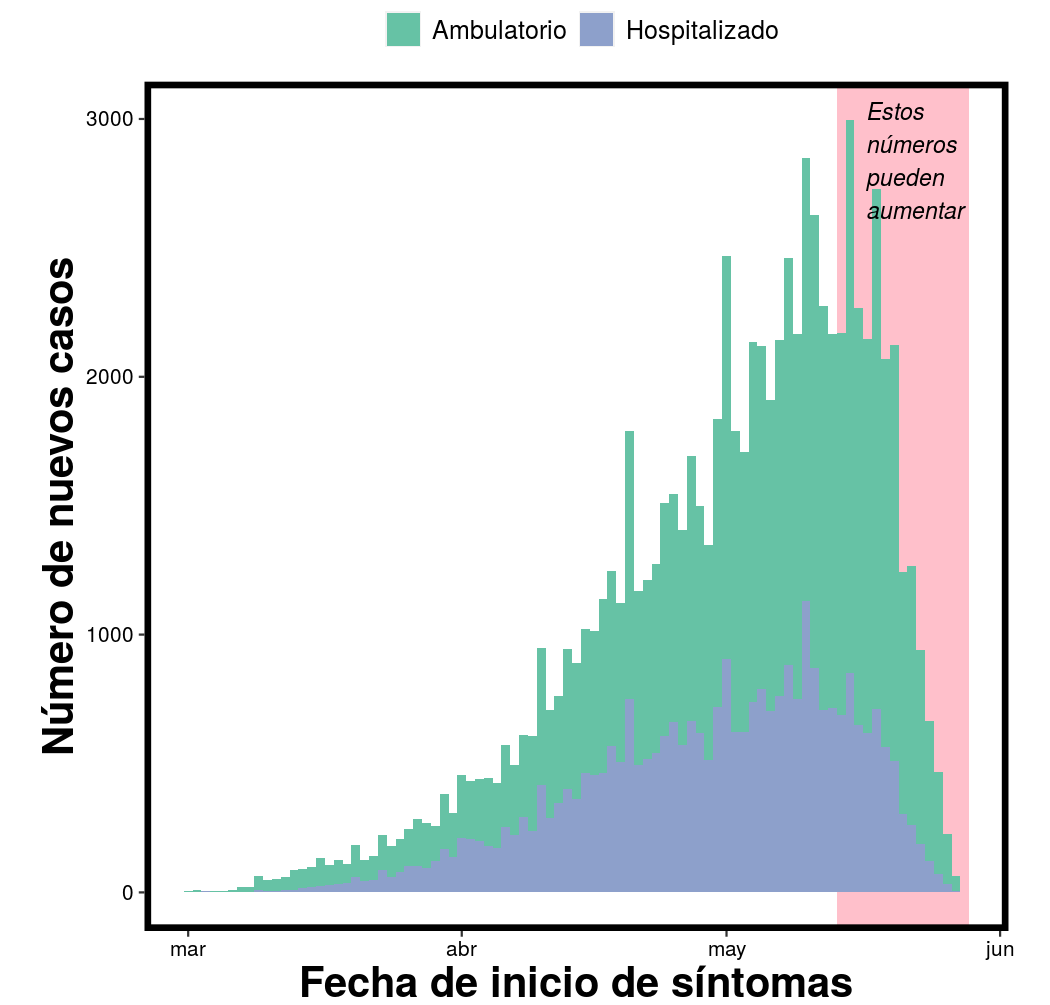 Ambulatorio Hospitalizado
Estos
números
pueden
aumentar
3000
2000
1000
0
Número de nuevos casos
mar abr may jun
Fecha de inicio de síntomas